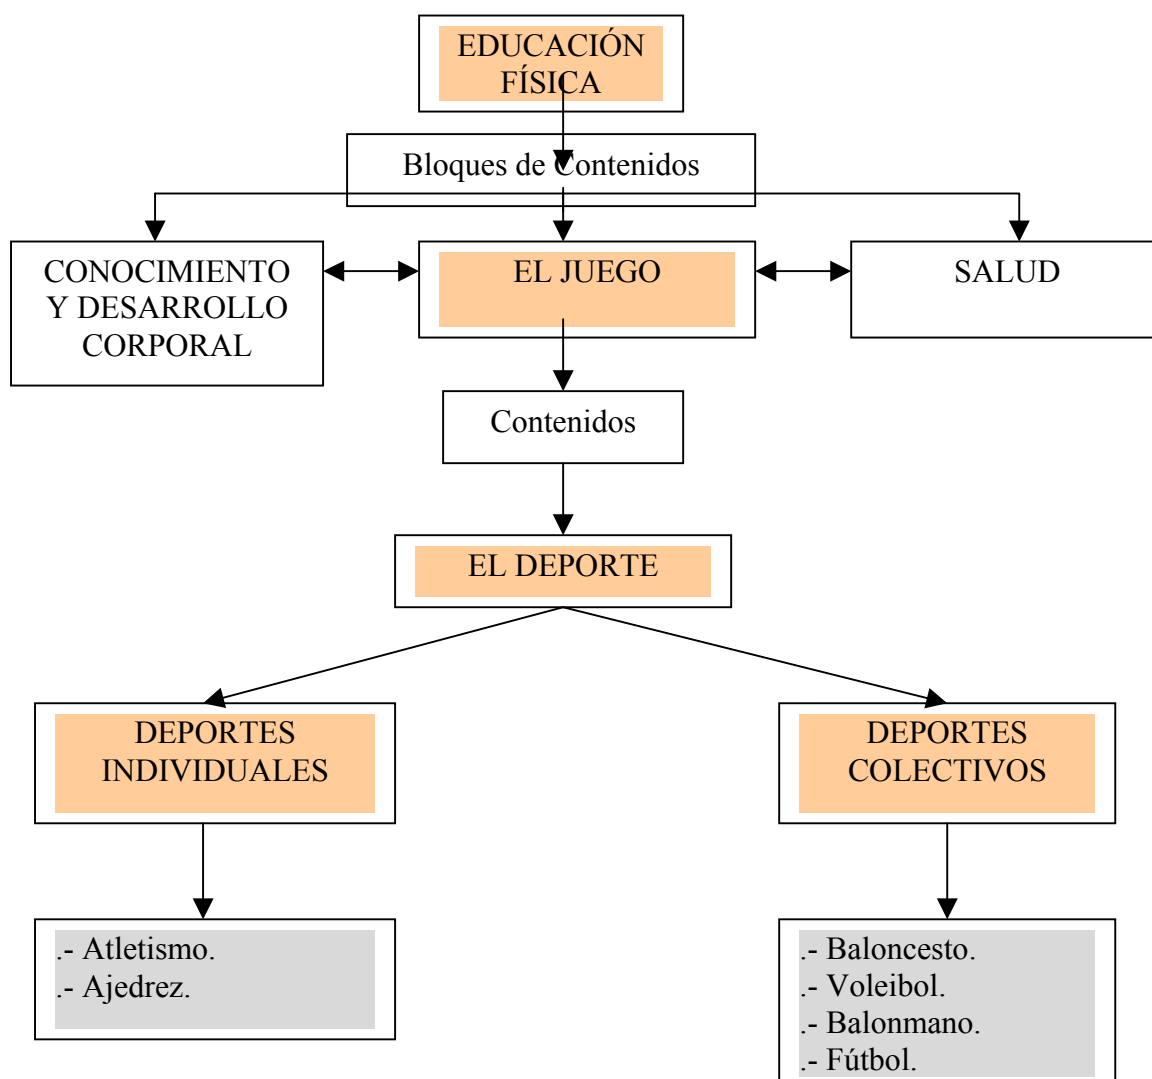 EDUCACIÓN
FÍSICA
Bloques de Contenidos
CONOCIMIENTO
Y DESARROLLO
CORPORAL
EL JUEGO
SALUD
Contenidos
EL DEPORTE
DEPORTES
INDIVIDUALES
DEPORTES
COLECTIVOS
.- Atletismo.
.- Ajedrez.
.- Baloncesto.
.- Voleibol.
.- Balonmano.
.- Fútbol.